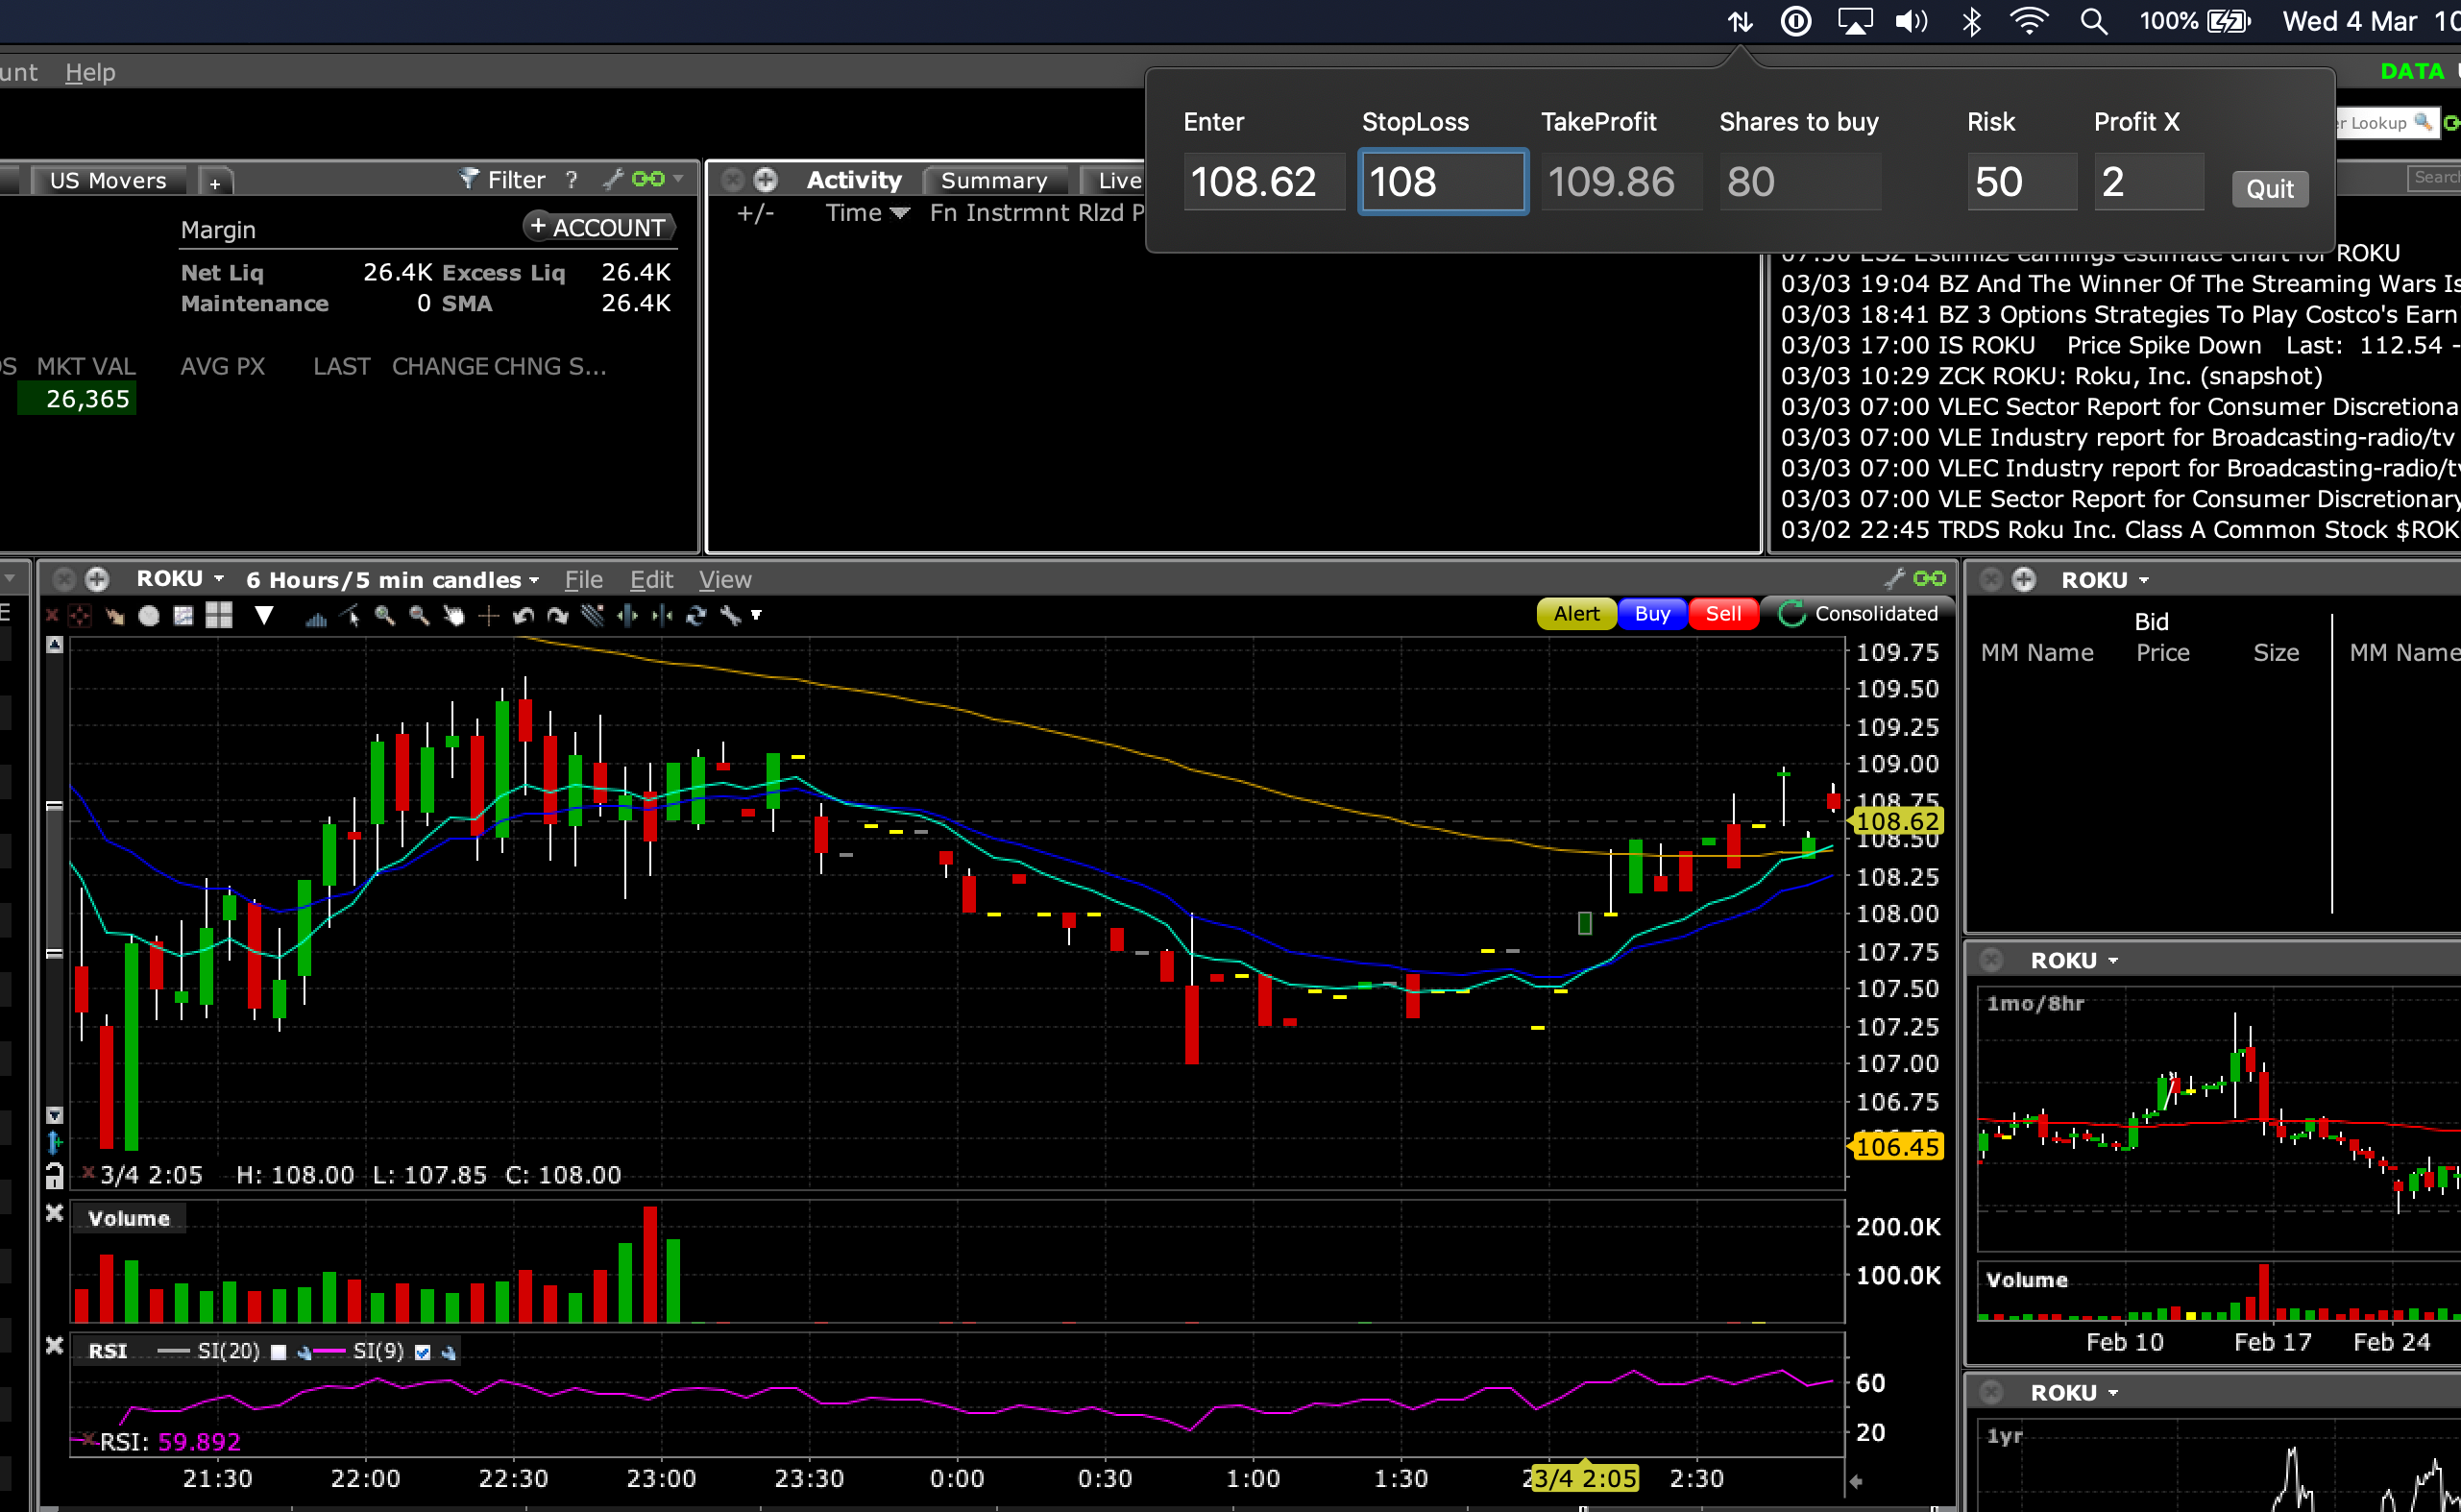 100% Wed 4 Mar
Help
DATA
Enter StopLoss TakeProfit Shares to buy Risk Profit X
108.62 108 109.86 80 50 2 Quit
Lookup
US Movers + Filter ?
Activity Summary Live
+/- Time Fn Instrmnt Rlzd P
Margin + ACCOUNT
Net Liq 26.4K Excess Liq 26.4K
Maintenance 0 SMA 26.4K
MKT VAL AVG PX LAST CHANGE CHNG S...
26,365
07:30 ESZ Estimize earnings estimate chart for ROKU
03/03 19:04 BZ And The Winner Of The Streaming Wars Is
03/03 18:41 BZ 3 Options Strategies To Play Costco's Earn
03/03 17:00 IS ROKU Price Spike Down Last: 112.54 -
03/03 10:29 ZCK ROKU: Roku, Inc. (snapshot)
03/03 07:00 VLEC Sector Report for Consumer Discretiona
03/03 07:00 VLE Industry report for Broadcasting-radio/tv
03/03 07:00 VLEC Industry report for Broadcasting-radio/tv
03/03 07:00 VLE Sector Report for Consumer Discretionary
03/02 22:45 TRDS Roku Inc. Class A Common Stock $ROK
ROKU 6 Hours/5 min candles File Edit View
Alert Buy Sell Consolidated
109.75
109.50
109.25
109.00
108.75
108.62
108.50
108.25
108.00
107.75
107.50
107.25
107.00
106.75
106.45
3/4 2:05 H: 108.00 L: 107.85 C: 108.00
Volume
200.0K
100.0K
RSI SI(20) SI(9)
60
20
RSI: 59.892
21:30 22:00 22:30 23:00 23:30 0:00 0:30 1:00 1:30 3/4 2:05 2:30
ROKU
Bid
MM Name Price Size MM Name
ROKU
1mo/8hr
Volume
Feb 10 Feb 17 Feb 24
ROKU
1yr